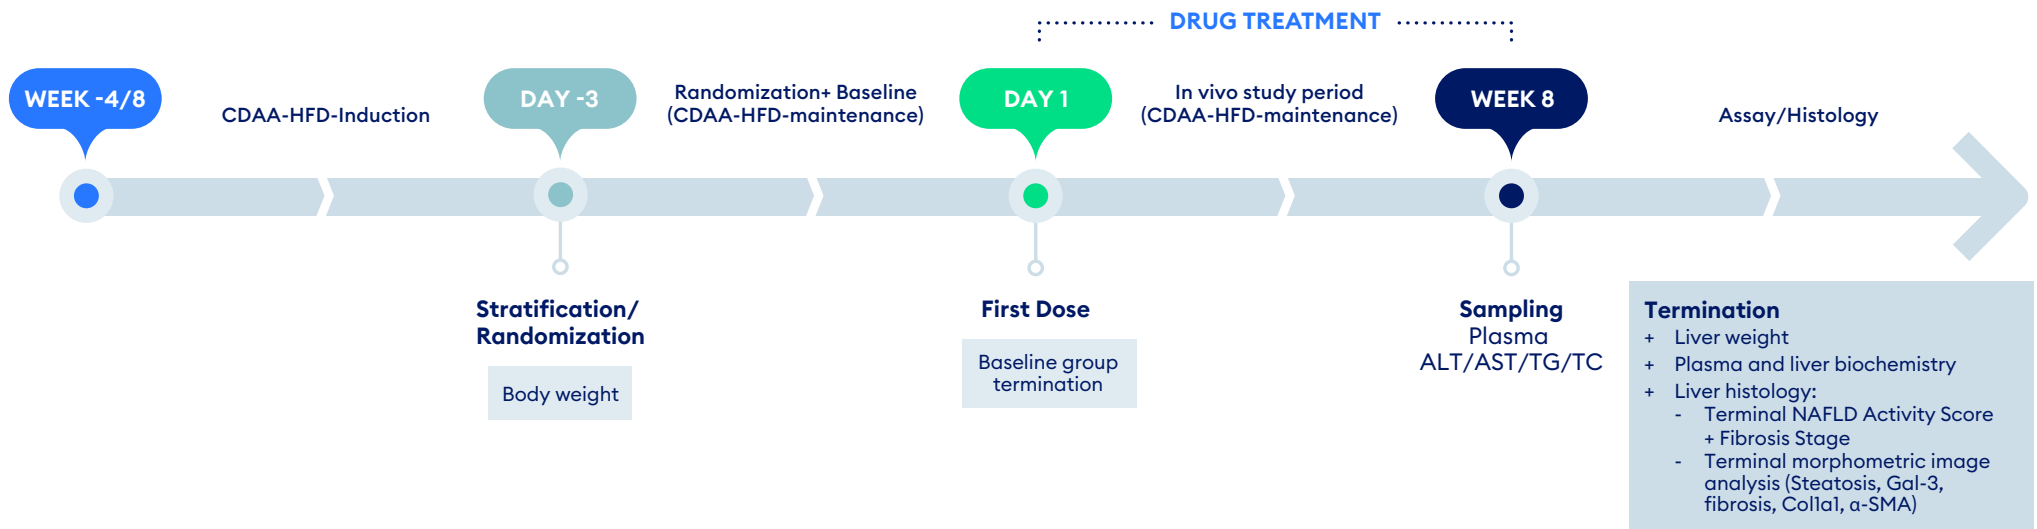 DRUG TREATMENT
WEEK -4/8
CDAA-HFD-Induction
DAY -3
Randomization+ Baseline
(CDAA-HFD-maintenance)
DAY 1
In vivo study period
(CDAA-HFD-maintenance)
WEEK 8
Assay/Histology
Stratification/
Randomization
Body weight
First Dose
Baseline group
termination
Sampling
Plasma
ALT/AST/TG/TC
Termination
+ Liver weight
+ Plasma and liver biochemistry
+ Liver histology:
- Terminal NAFLD Activity Score
+ Fibrosis Stage
- Terminal morphometric image
analysis (Steatosis, Gal-3,
fibrosis, Col1a1, α-SMA)